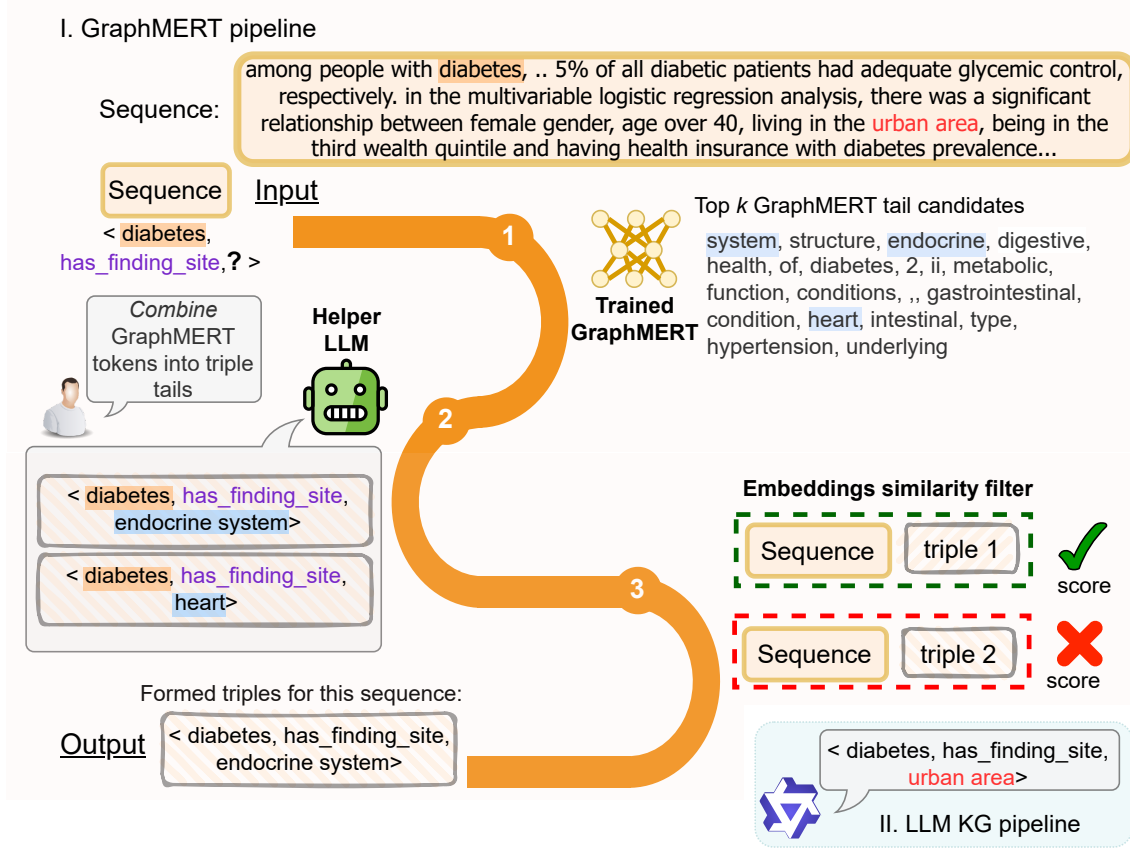 I. GraphMERT pipeline
Sequence:
among people with diabetes, .. 5% of all diabetic patients had adequate glycemic control,
respectively. in the multivariable logistic regression analysis, there was a significant
relationship between female gender, age over 40, living in the urban area, being in the
third wealth quintile and having health insurance with diabetes prevalence...
Sequence
Input
< diabetes,
has_finding_site,? >
1
Trained
GraphMERT
Top k GraphMERT tail candidates
system, structure, endocrine, digestive,
health, of, diabetes, 2, ii, metabolic,
function, conditions, ,, gastrointestinal,
condition, heart, intestinal, type,
hypertension, underlying
Combine
GraphMERT
tokens into triple
tails
Helper
LLM
2
< diabetes, has_finding_site,
endocrine system>
< diabetes, has_finding_site,
heart>
3
Embeddings similarity filter
Sequence
triple 1
score
Sequence
triple 2
score
Formed triples for this sequence:
Output
< diabetes, has_finding_site,
endocrine system>
< diabetes, has_finding_site,
urban area>
II. LLM KG pipeline